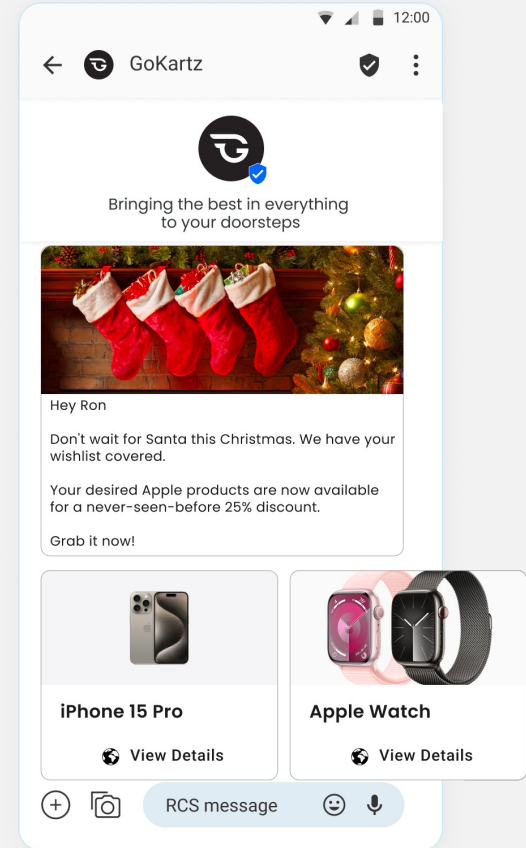 12:00
GoKartz
Bringing the best in everything
to your doorsteps
Hey Ron
Don't wait for Santa this Christmas. We have your
wishlist covered.
Your desired Apple products are now available
for a never-seen-before 25% discount.
Grab it now!
iPhone 15 Pro
Apple Watch
View Details
View Details
RCS message